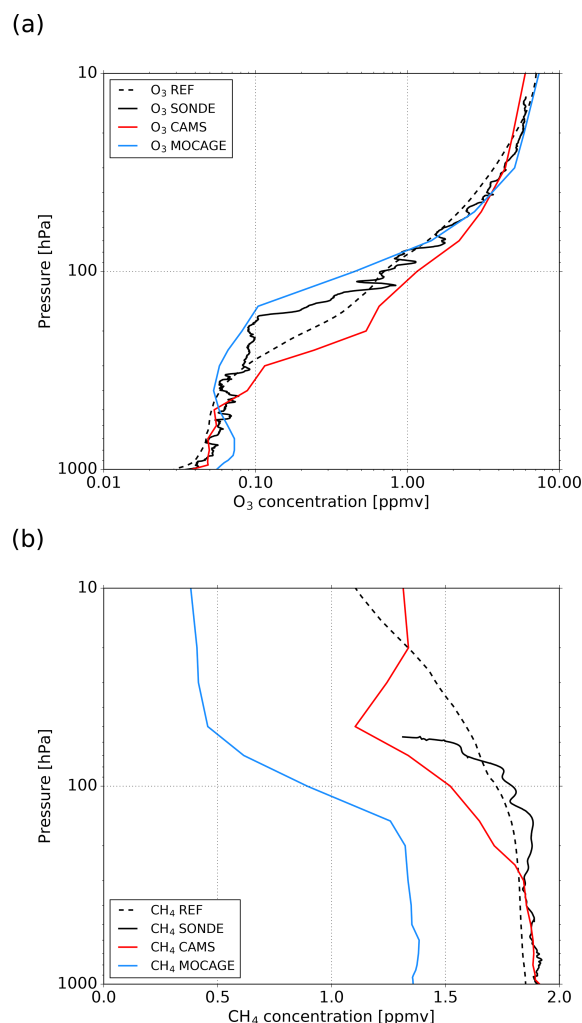 (a)
10
O₃ REF
O₃ SONDE
O₃ CAMS
O₃ MOCAGE
100
Pressure [hPa]
1000
0.01 0.10 1.00 10.00
O₃ concentration [ppmv]
(b)
10
100
Pressure [hPa]
CH₄ REF
CH₄ SONDE
CH₄ CAMS
CH₄ MOCAGE
1000
0.0 0.5 1.0 1.5 2.0
CH₄ concentration [ppmv]